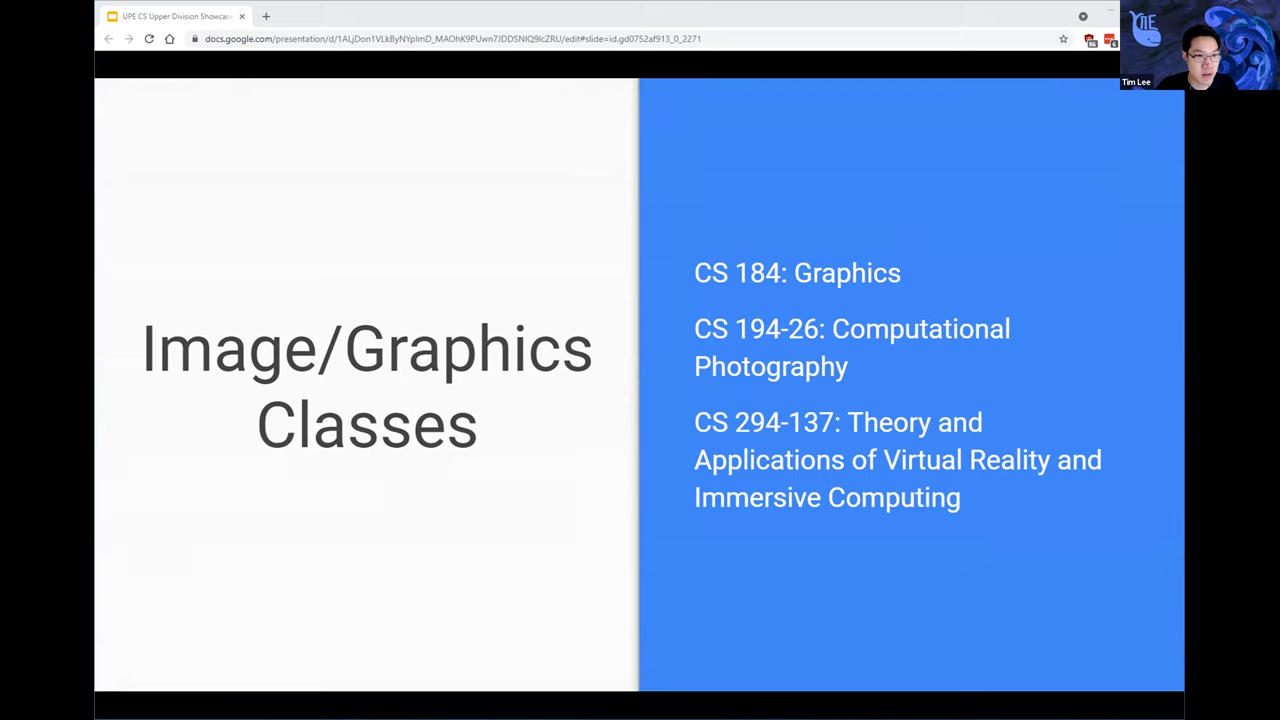 UPE CS Upper Division Showcase
docs.google.com/presentation/d/1ALjDon1VLkByNYpImD_MAOhK9PUwn7JDDSNIQ9lcZRU/edit#slide=id.gd0752af913_0_2271
Tim Lee
Image/Graphics
Classes
CS 184: Graphics
CS 194-26: Computational
Photography
CS 294-137: Theory and
Applications of Virtual Reality and
Immersive Computing